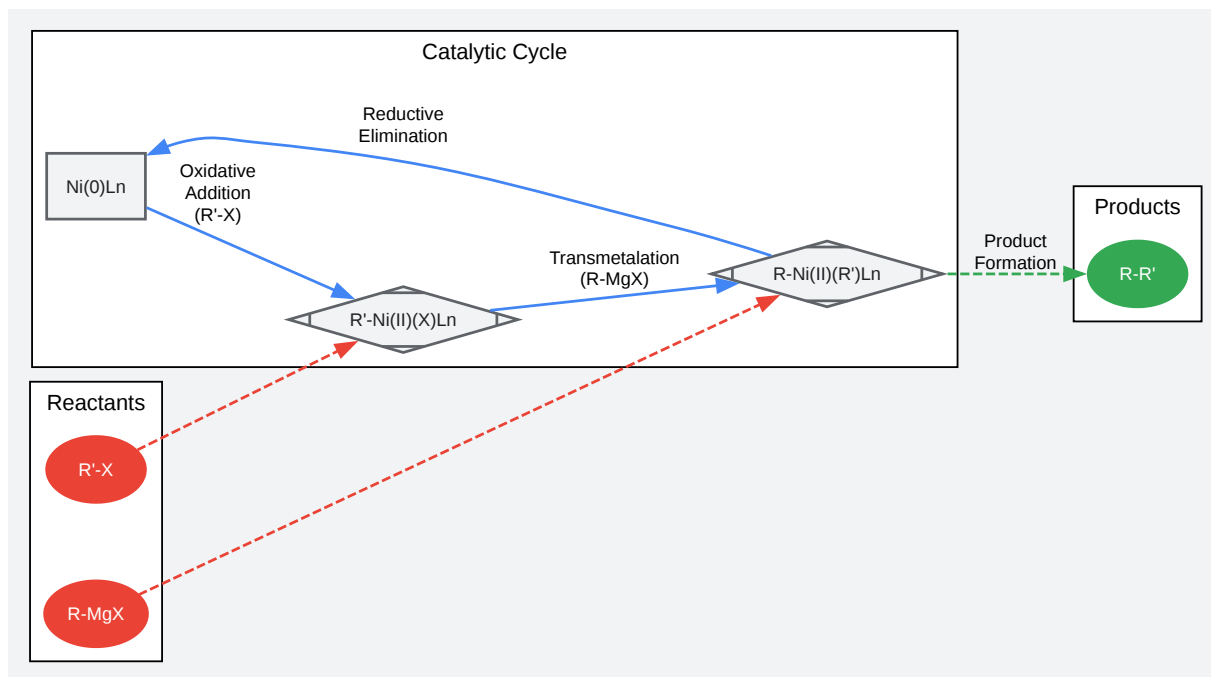 Catalytic Cycle
Reductive
Elimination
Ni(0)Ln
Oxidative
Addition
(R'-X)
Transmetalation
(R-MgX)
R'-Ni(II)(X)Ln
R-Ni(II)(R')Ln
Product
Formation
Products
R-R'
Reactants
R'-X
R-MgX